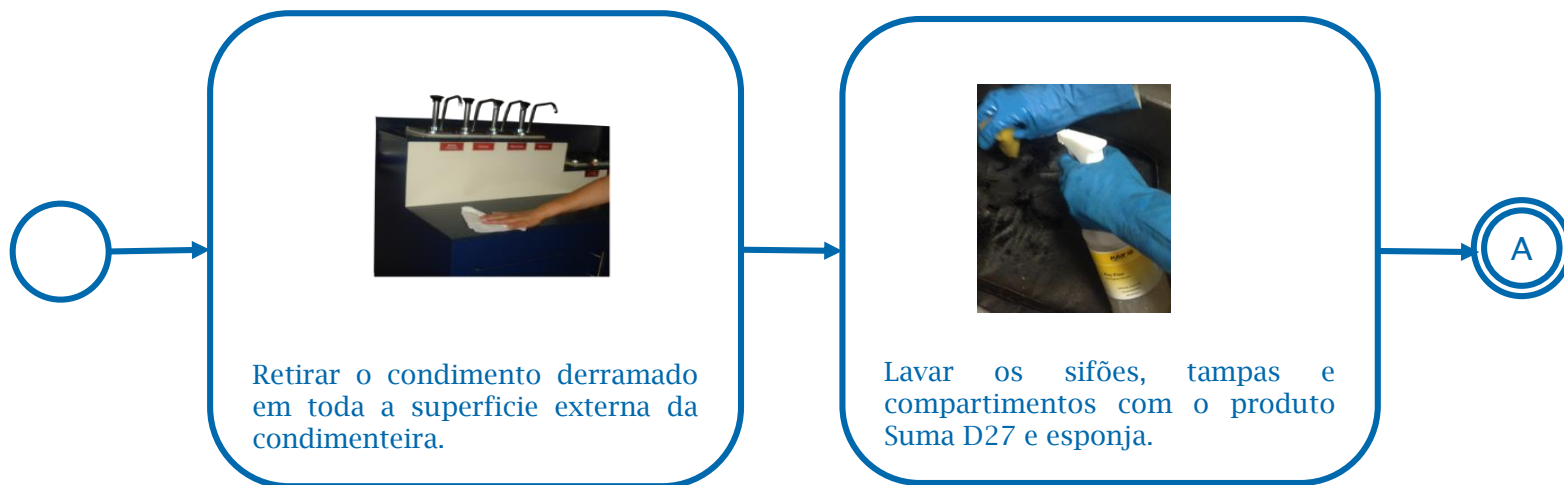 Retirar o condimento derramado
em toda a superficie externa da
condimenteira.
Lavar os sifões, tampas e
compartimentos com o produto
Suma D27 e esponja.
A